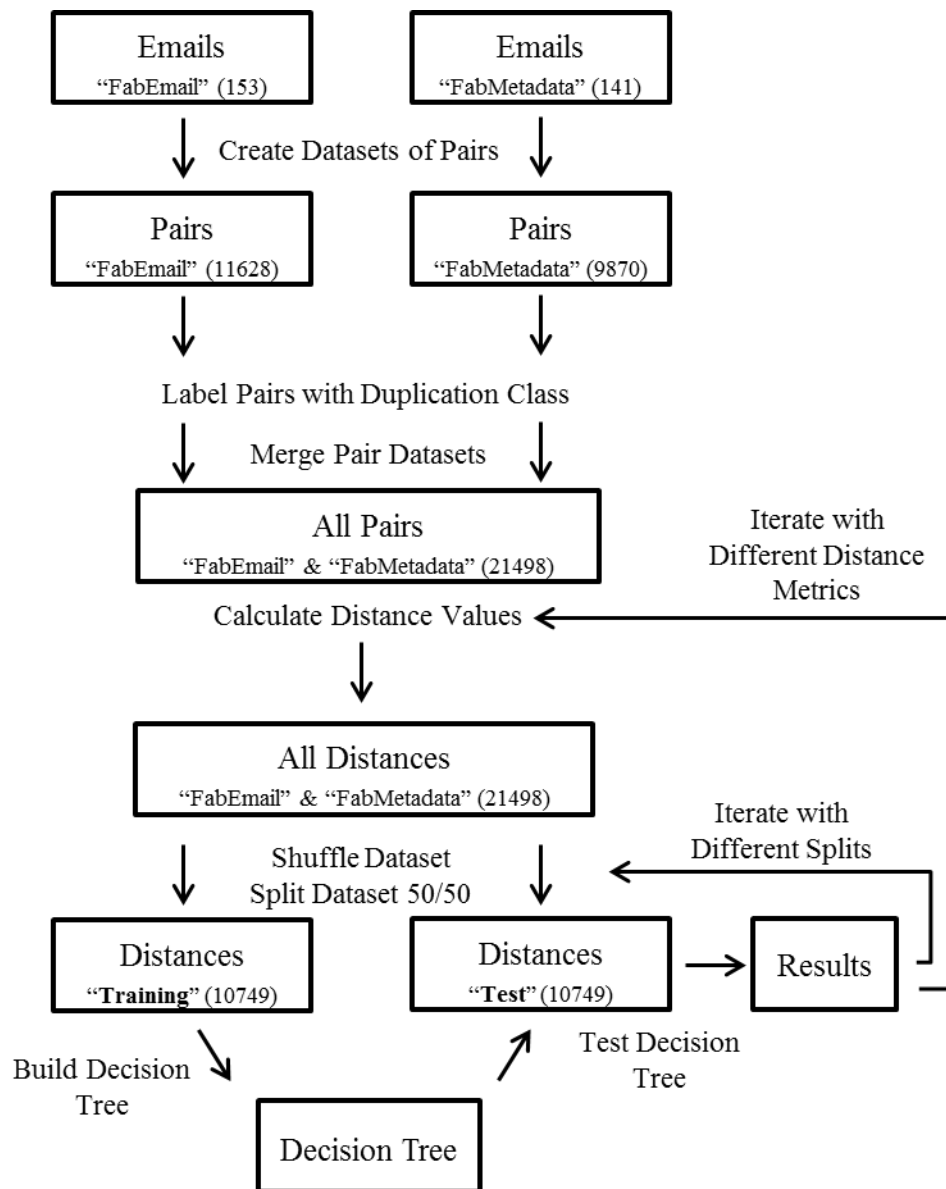 Emails
“FabEmail” (153)
Emails
“FabMetadata” (141)
Create Datasets of Pairs
Pairs
“FabEmail” (11628)
Pairs
“FabMetadata” (9870)
Label Pairs with Duplication Class
Merge Pair Datasets
All Pairs
“FabEmail” & “FabMetadata” (21498)
Iterate with
Different Distance
Metrics
Calculate Distance Values
All Distances
“FabEmail” & “FabMetadata” (21498)
Iterate with
Different Splits
Shuffle Dataset
Split Dataset 50/50
Distances
“Training” (10749)
Distances
“Test” (10749)
Results
Build Decision
Tree
Test Decision
Tree
Decision Tree